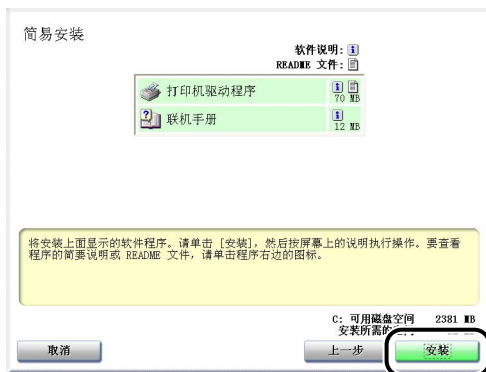 简易安装
软件说明:
README 文件:
打印机驱动程序
70 MB
联机手册
12 MB
将安装上面显示的软件程序。请单击 [安装], 然后按屏幕上的说明执行操作。要查看
程序的简要说明或 README 文件, 请单击程序右边的图标。
C: 可用磁盘空间 2381 MB
安装所需的
取消
上一步
安装